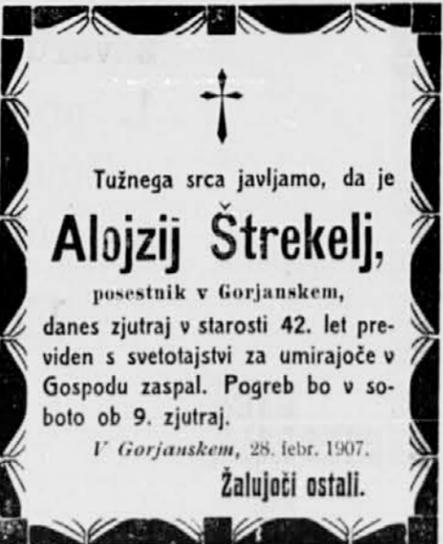 Tužnega srca javljamo, da je
Alojzij Štrekelj,
posestnik v Gorjanskem,
danes zjutraj v starosti 42. let pre-
viden s svetotajstvi za umirajoče v
Gospodu zaspal. Pogreb bo v so-
boto ob 9. zjutraj.
V Gorjanskem, 28. febr. 1907.
Žalujoči ostali.